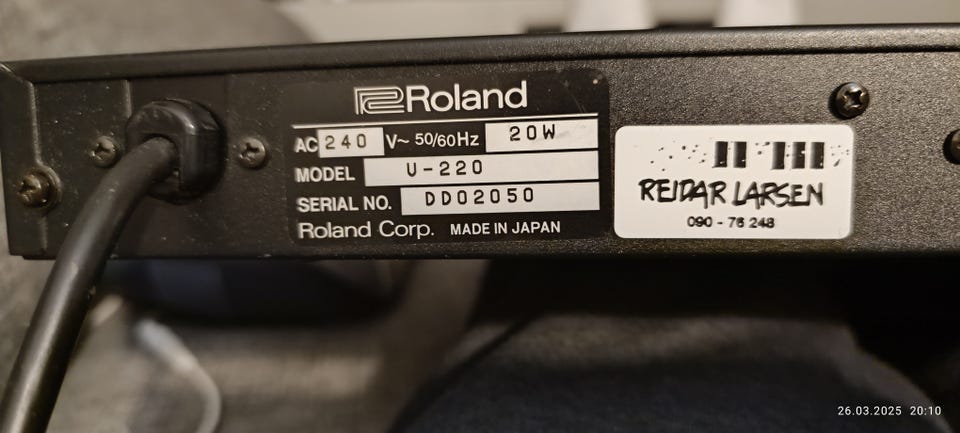 Roland
AC 240 V~ 50/60Hz 20W
MODEL U-220
SERIAL NO. DD02050
Roland Corp. MADE IN JAPAN
REIDAR LARSEN
090 - 76 248
26.03.2025 20:10